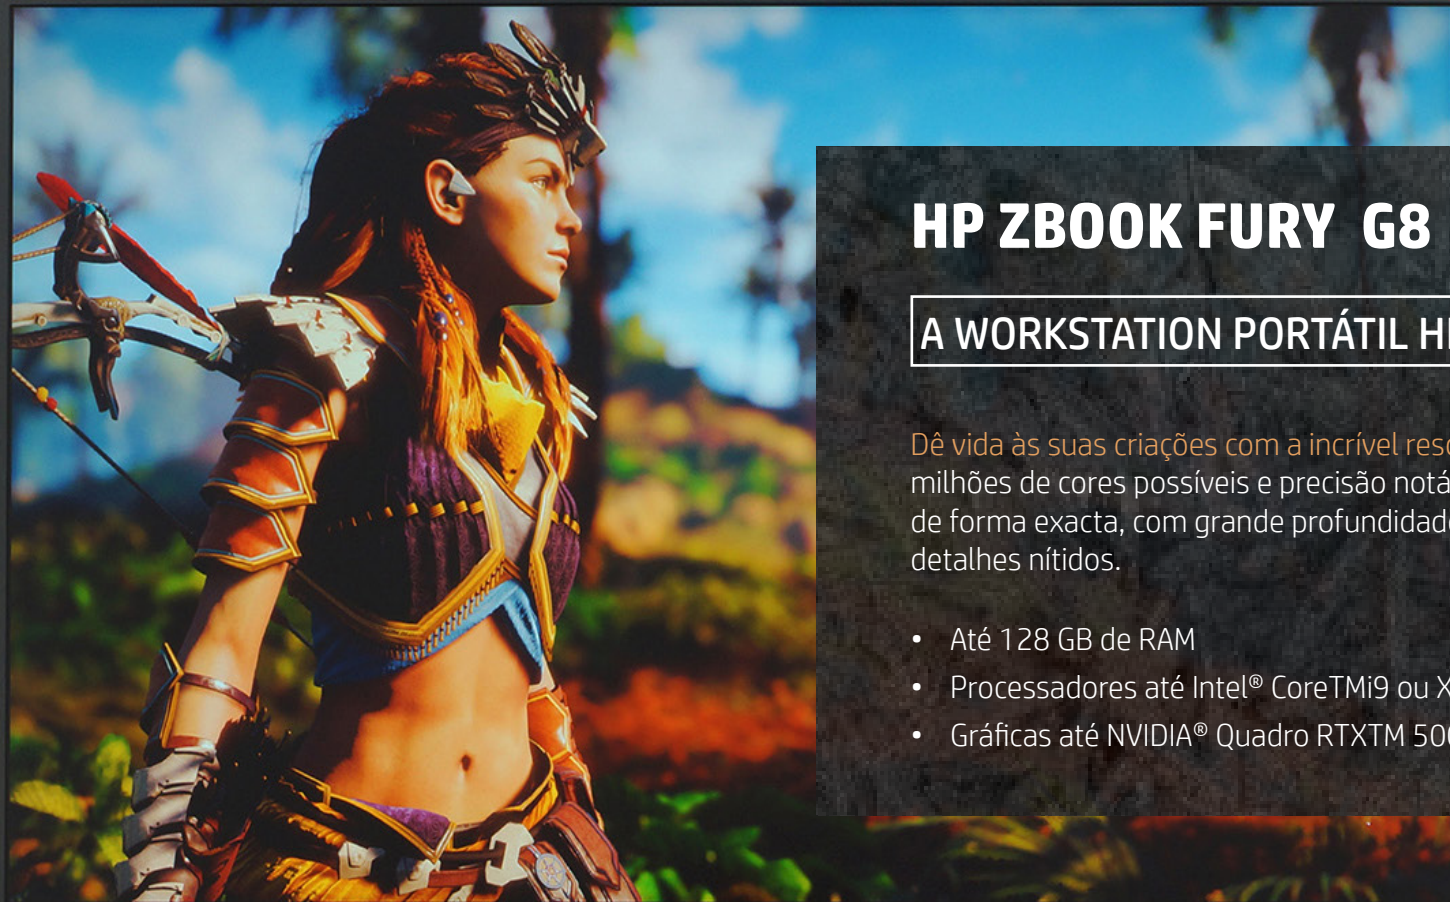 HP ZBOOK FURY G8
A WORKSTATION PORTÁTIL
Dê vida às suas criações com a incrível
milhões de cores possíveis e precisão
de forma exacta, com grande
detalhes nítidos.
• Até 128 GB de RAM
• Processadores até Intel® CoreTMi9 ou
• Gráficas até NVIDIA® Quadro RTXTM